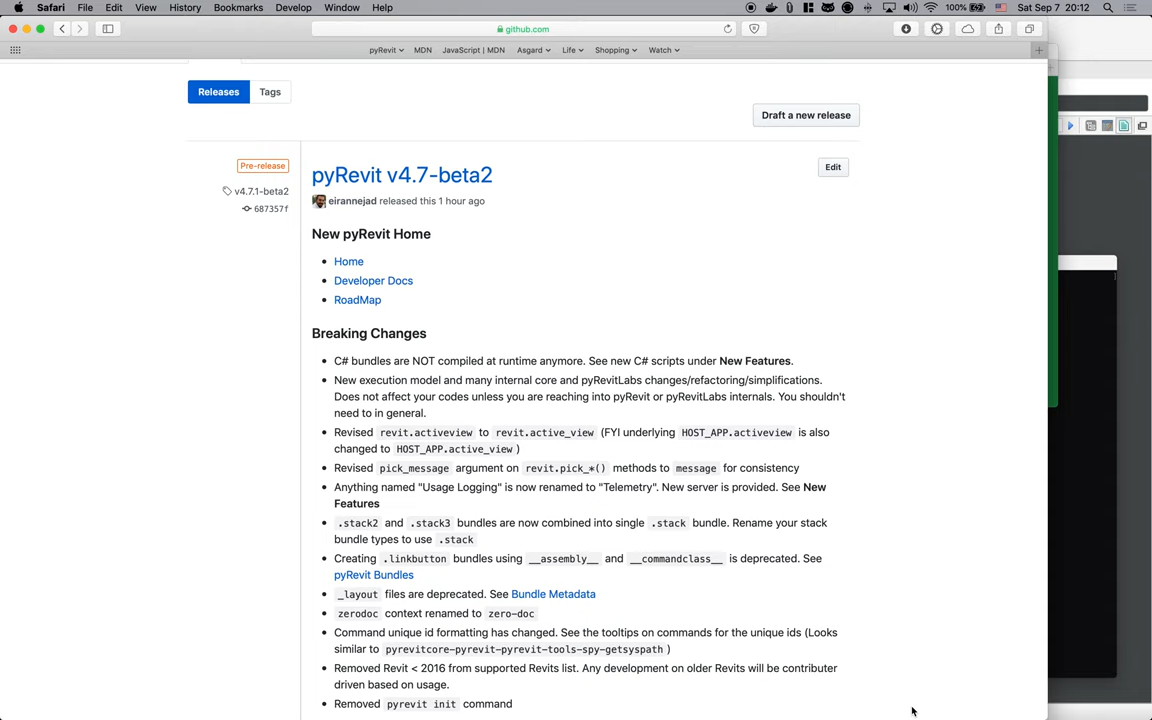 Safari File Edit View History Bookmarks Develop Window Help 100% Sat Sep 7 20:12
github.com
pyRevit MDN JavaScript | MDN Asgard Life Shopping Watch
Releases Tags
Draft a new release
Pre-release
v4.7.1-beta2
687357f
pyRevit v4.7-beta2
Edit
eirannejad released this 1 hour ago
New pyRevit Home
• Home
• Developer Docs
• RoadMap
Breaking Changes
• C# bundles are NOT compiled at runtime anymore. See new C# scripts under New Features.
• New execution model and many internal core and pyRevitLabs changes/refactoring/simplifications.
Does not affect your codes unless you are reaching into pyRevit or pyRevitLabs internals. You shouldn't
need to in general.
• Revised revit.activeview to revit.active_view (FYI underlying HOST_APP.activeview is also
changed to HOST_APP.active_view )
• Revised pick_message argument on revit.pick_*() methods to message for consistency
• Anything named "Usage Logging" is now renamed to "Telemetry". New server is provided. See New
Features
• .stack2 and .stack3 bundles are now combined into single .stack bundle. Rename your stack
bundle types to use .stack
• Creating .linkbutton bundles using __assembly__ and __commandclass__ is deprecated. See
pyRevit Bundles
• _layout files are deprecated. See Bundle Metadata
• zerodoc context renamed to zero-doc
• Command unique id formatting has changed. See the tooltips on commands for the unique ids (Looks
similar to pyrevitcore-pyrevit-pyrevit-tools-spy-getsyspath )
• Removed Revit < 2016 from supported Revits list. Any development on older Revits will be contributer
driven based on usage.
• Removed pyrevit init command